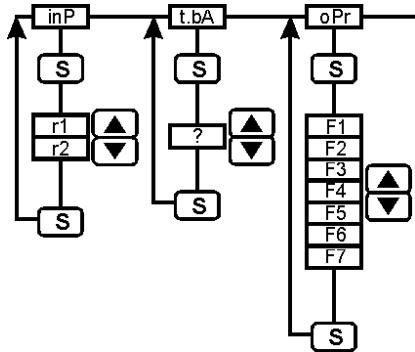 inP t.bA oPr
S S S
r1 ? F1
r2 F2
F3
F4
F5
F6
F7
S S
S